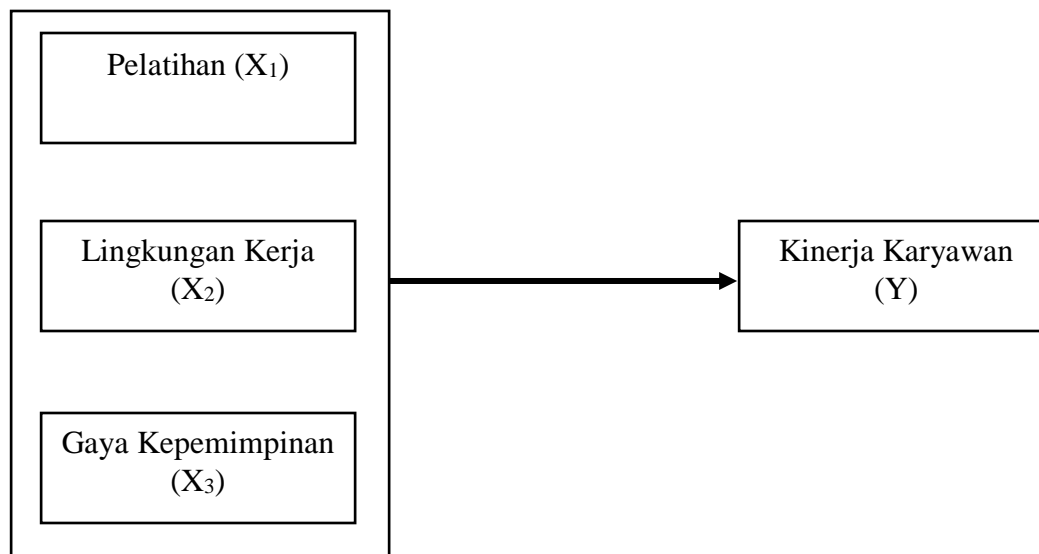 Pelatihan (X₁)
Lingkungan Kerja
(X₂)
Gaya Kepemimpinan
(X₃)
Kinerja Karyawan
(Y)